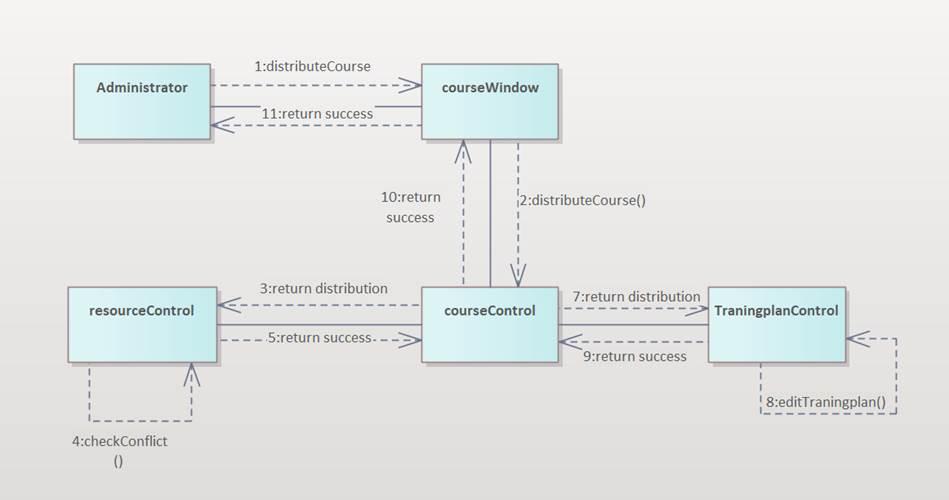 1:distributeCourse
Administrator
courseWindow
11:return success
10:return
success
2:distributeCourse()
3:return distribution
7:return distribution
resourceControl
courseControl
TraningplanControl
5:return success
9:return success
8:editTraningplan()
4:checkConflict
()